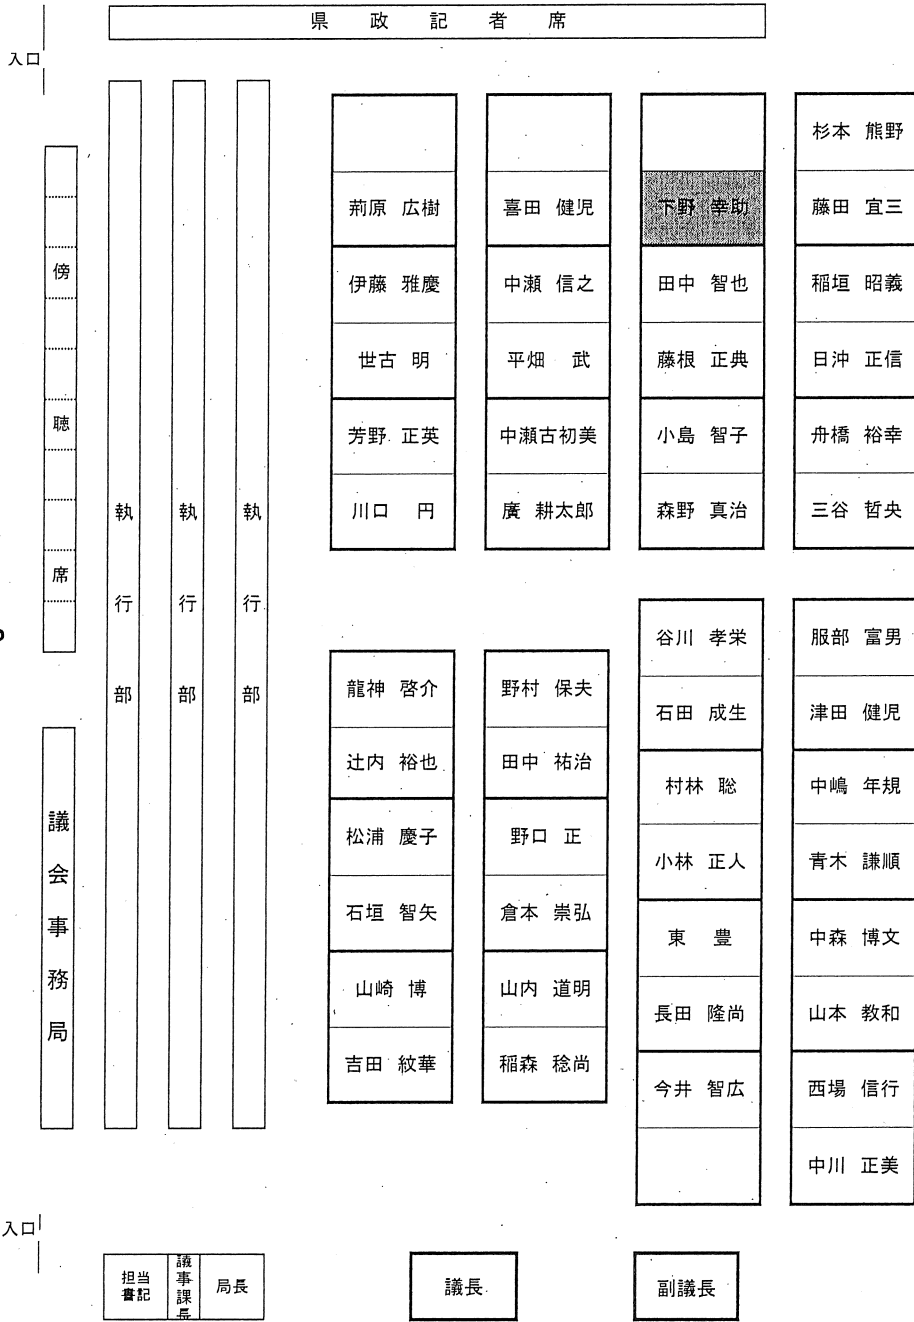 県政記者席
入口
杉本 熊野
荊原 広樹 喜田 健児 下野 幸助 藤田 宜三
伊藤 雅慶 中瀬 信之 田中 智也 稲垣 昭義
世古 明 平畑 武 藤根 正典 日沖 正信
芳野 正英 中瀬古初美 小島 智子 舟橋 裕幸
川口 円 廣 耕太郎 森野 真治 三谷 哲央
傍聴席
執行部
執行部
執行部
谷川 孝栄 服部 富男
龍神 啓介 野村 保夫 石田 成生 津田 健児
辻内 裕也 田中 祐治 村林 聡 中嶋 年規
松浦 慶子 野口 正 小林 正人 青木 謙順
石垣 智矢 倉本 崇弘 東 豊 中森 博文
山崎 博 山内 道明 長田 隆尚 山本 教和
吉田 紋華 稲森 稔尚 今井 智広 西場 信行
中川 正美
議会事務局
入口
担当書記 議事課長 局長 議長 副議長